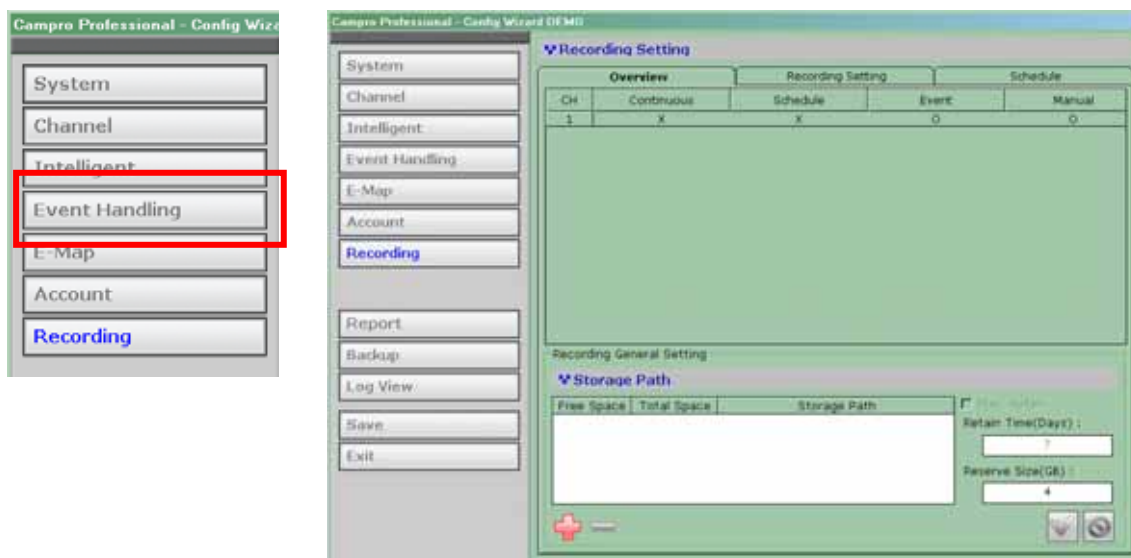 Campro Professional - Config Wiza
System
Channel
Intelligent
Event Handling
E-Map
Account
Recording
Campro Professional - Config Wizard DEMO
System
Channel
Intelligent
Event Handling
E-Map
Account
Recording
Report
Backup
Log View
Save
Exit
Recording Setting
Overview Recording Setting Schedule
CH Continuous Schedule Event Manual
1 X X O O
Recording General Setting
Storage Path
Free Space Total Space Storage Path
Retain Time(Days) :
7
Reserve Size(GB) :
4